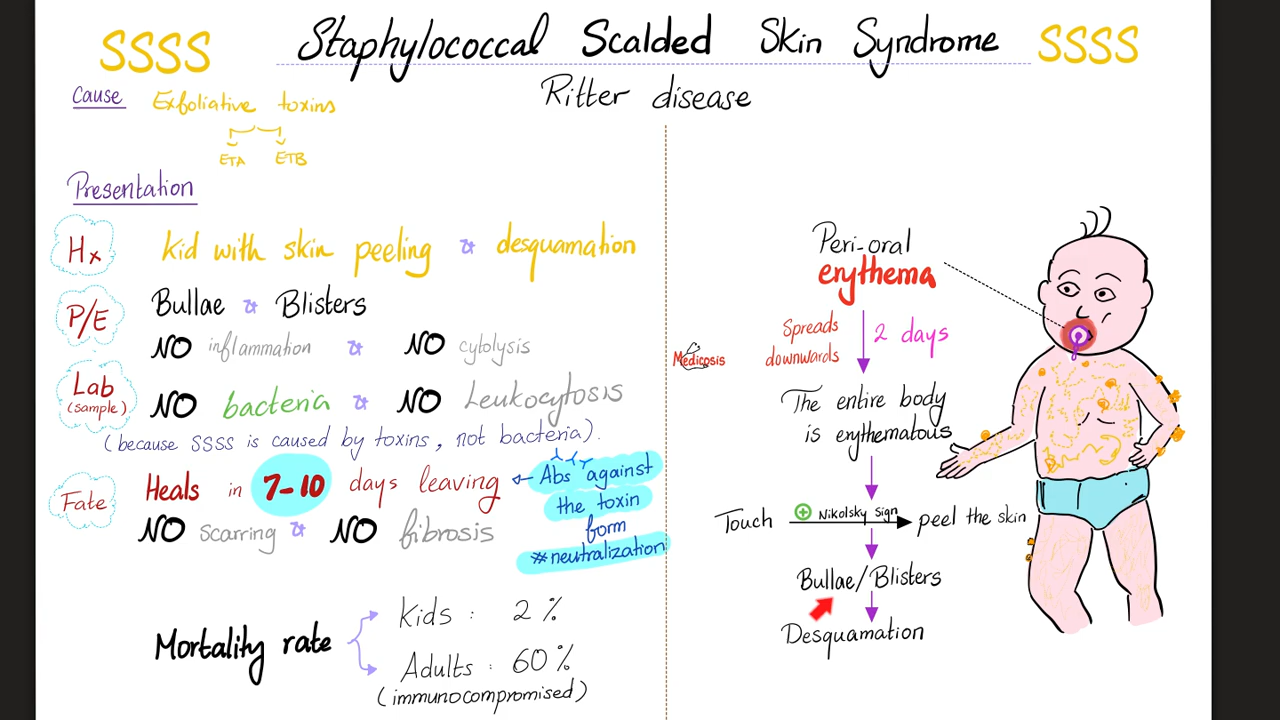 SSSS Staphylococcal Scalded Skin Syndrome SSSS
Ritter disease
Cause Exfoliative toxins
ETA ETB
Presentation
Hx kid with skin peeling & desquamation
P/E Bullae & Blisters
NO inflammation & NO cytolysis
Lab (sample) NO bacteria & NO Leukocytosis
(because SSSS is caused by toxins, not bacteria).
Fate Heals in 7-10 days leaving
NO scarring & NO fibrosis
Abs against
the toxin
form
*neutralization
Mortality rate
Kids : 2 %
Adults : 60 %
(immunocompromised)
Peri-oral
erythema
Spreads
downwards
2 days
Medicosis
The entire body
is erythematous
Touch + Nikolsky sign peel the skin
Bullae/Blisters
Desquamation